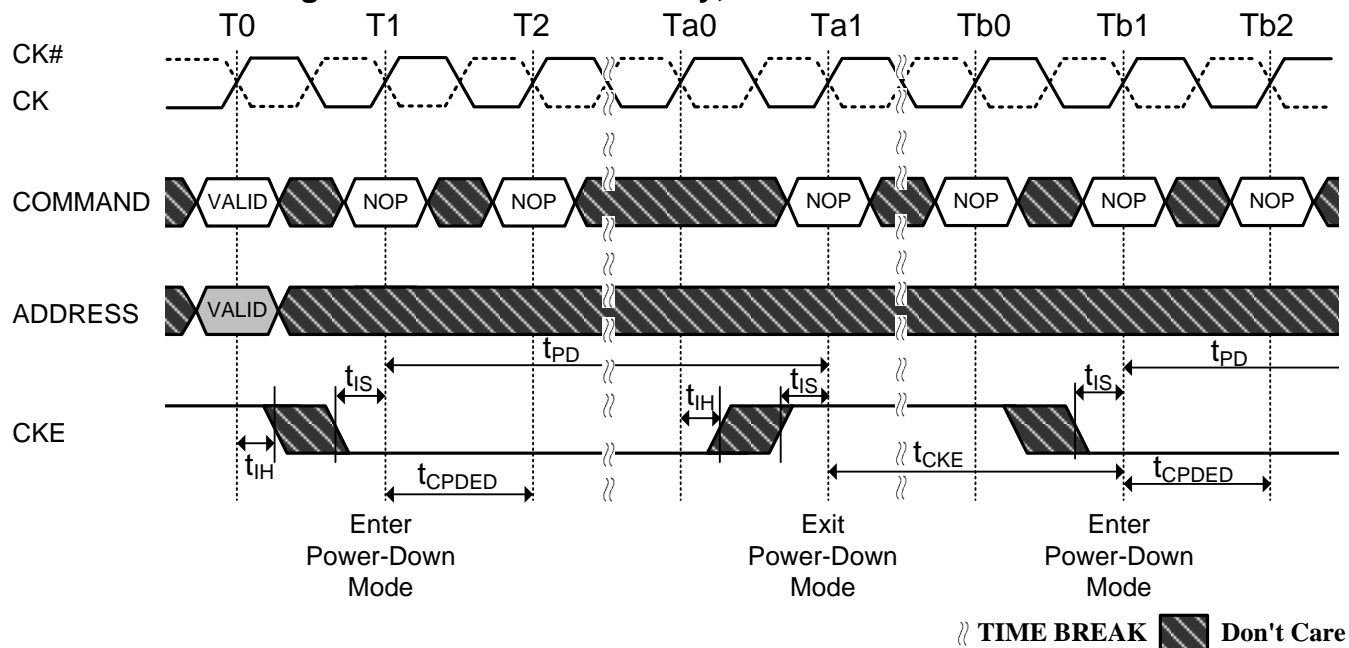 T0 T1 T2 Ta0 Ta1 Tb0 Tb1 Tb2
CK#
CK
COMMAND VALID NOP NOP NOP NOP NOP NOP
ADDRESS VALID
tPD tPD
tIS tIH tIS tIS
CKE
tIH tCPDED tCKE tCPDED
Enter
Power-Down
Mode
Exit
Power-Down
Mode
Enter
Power-Down
Mode
TIME BREAK Don't Care